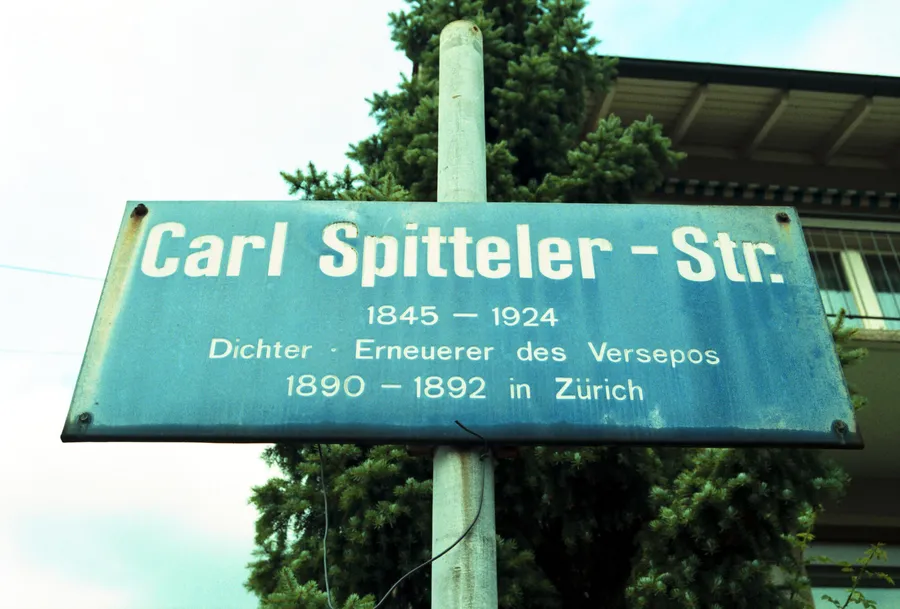 Carl Spitteler - Str.
1845 – 1924
Dichter · Erneuerer des Versepos
1890 – 1892 in Zürich